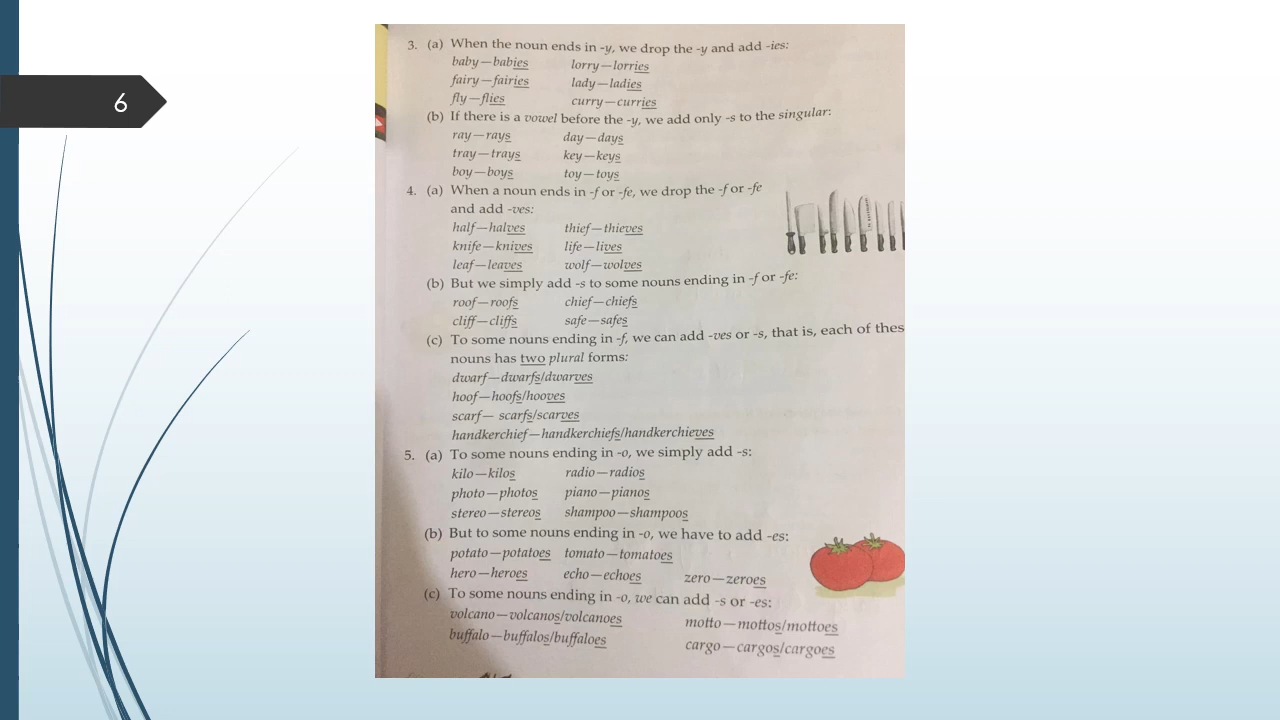 6
3. (a) When the noun ends in -y, we drop the -y and add -ies:
baby—babies lorry—lorries
fairy—fairies lady—ladies
fly—flies curry—curries
(b) If there is a vowel before the -y, we add only -s to the singular:
ray—rays day—days
tray—trays key—keys
boy—boys toy—toys
4. (a) When a noun ends in -f or -fe, we drop the -f or -fe
and add -ves:
half—halves thief—thieves
knife—knives life—lives
leaf—leaves wolf—wolves
(b) But we simply add -s to some nouns ending in -f or -fe:
roof—roofs chief—chiefs
cliff—cliffs safe—safes
(c) To some nouns ending in -f, we can add -ves or -s, that is, each of thes
nouns has two plural forms:
dwarf—dwarfs/dwarves
hoof—hoofs/hooves
scarf— scarfs/scarves
handkerchief—handkerchiefs/handkerchieves
5. (a) To some nouns ending in -o, we simply add -s:
kilo—kilos radio—radios
photo—photos piano—pianos
stereo—stereos shampoo—shampoos
(b) But to some nouns ending in -o, we have to add -es:
potato—potatoes tomato—tomatoes
hero—heroes echo—echoes zero—zeroes
(c) To some nouns ending in -o, we can add -s or -es:
volcano—volcanos/volcanoes motto—mottos/mottoes
buffalo—buffalos/buffaloes cargo—cargos/cargoes